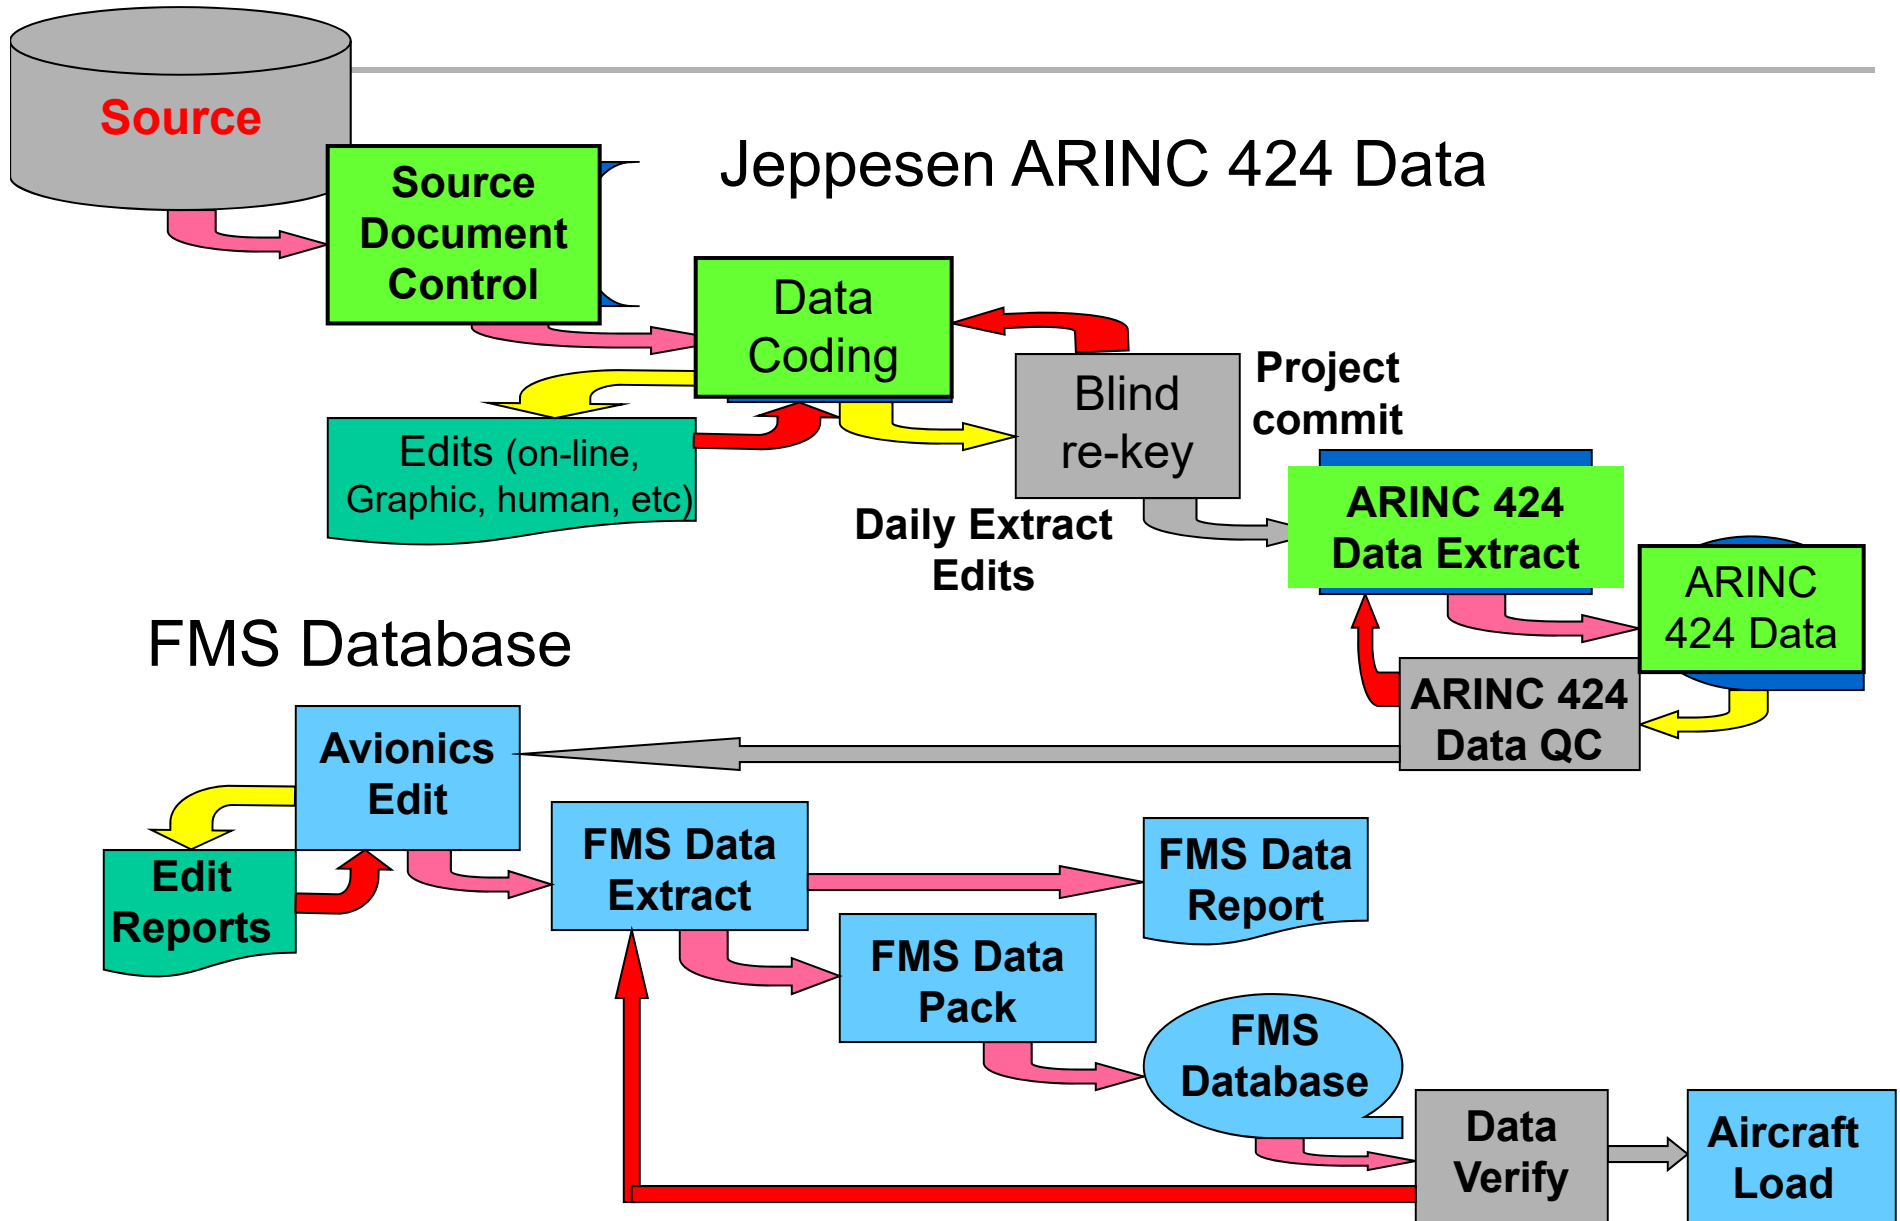 Source
Jeppesen ARINC 424 Data
Source
Document
Control
Data
Coding
Blind
re-key
Project
commit
Edits (on-line,
Graphic, human, etc)
Daily Extract
Edits
ARINC 424
Data Extract
ARINC
424 Data
ARINC 424
Data QC
FMS Database
Avionics
Edit
Edit
Reports
FMS Data
Extract
FMS Data
Report
FMS Data
Pack
FMS
Database
Data
Verify
Aircraft
Load